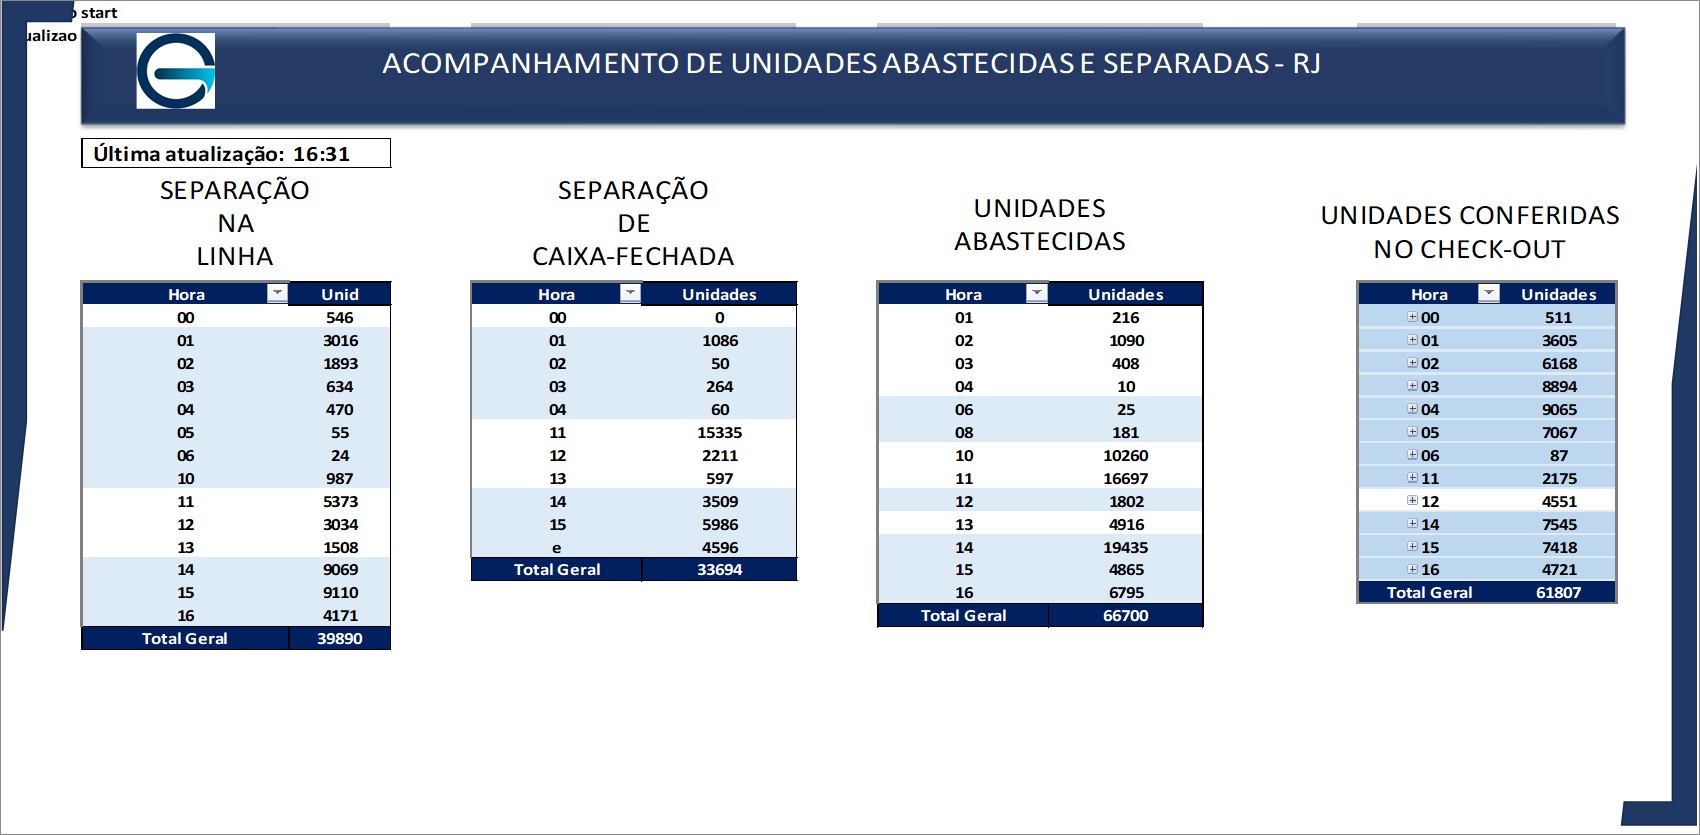 start
ualizao
ACOMPANHAMENTO DE UNIDADES ABASTECIDAS E SEPARADAS - RJ
Última atualização: 16:31
SEPARAÇÃO
NA
LINHA
Hora Unid
00 546
01 3016
02 1893
03 634
04 470
05 55
06 24
10 987
11 5373
12 3034
13 1508
14 9069
15 9110
16 4171
Total Geral 39890
SEPARAÇÃO
DE
CAIXA-FECHADA
Hora Unidades
00 0
01 1086
02 50
03 264
04 60
11 15335
12 2211
13 597
14 3509
15 5986
e 4596
Total Geral 33694
UNIDADES
ABASTECIDAS
Hora Unidades
01 216
02 1090
03 408
04 10
06 25
08 181
10 10260
11 16697
12 1802
13 4916
14 19435
15 4865
16 6795
Total Geral 66700
UNIDADES CONFERIDAS
NO CHECK-OUT
Hora Unidades
00 511
01 3605
02 6168
03 8894
04 9065
05 7067
06 87
11 2175
12 4551
14 7545
15 7418
16 4721
Total Geral 61807